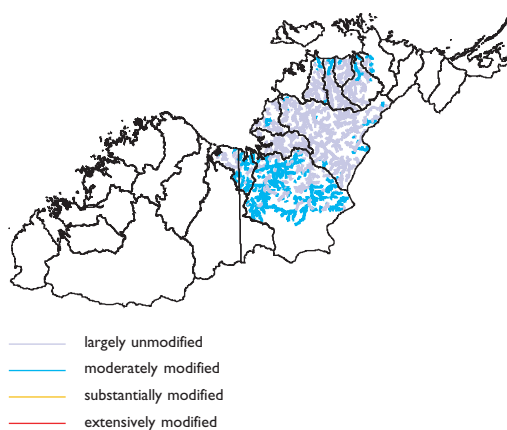 largely unmodified
moderately modified
substantially modified
extensively modified